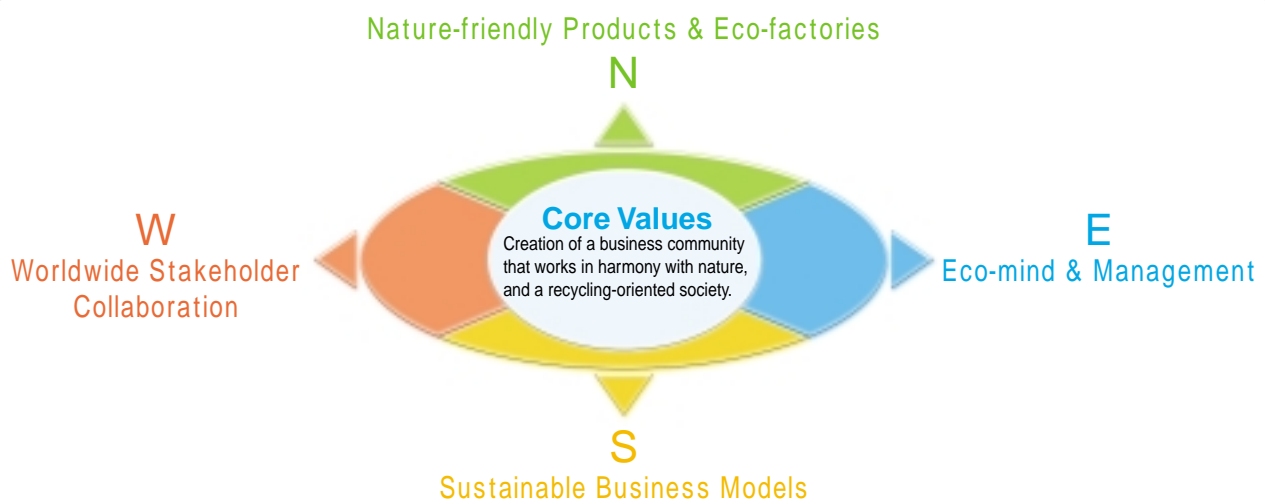 Nature-friendly Products & Eco-factories
N
W
Worldwide Stakeholder
Collaboration
Core Values
Creation of a business community
that works in harmony with nature,
and a recycling-oriented society.
E
Eco-mind & Management
S
Sustainable Business Models